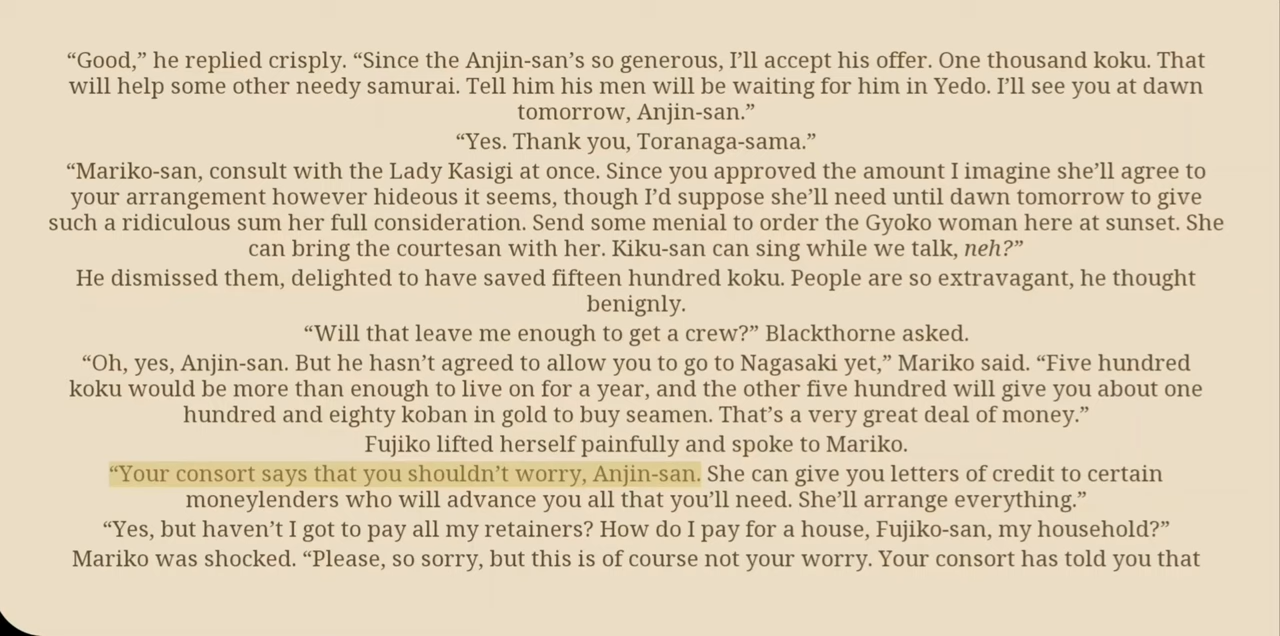 “Good,” he replied crisply. “Since the Anjin-san’s so generous, I’ll accept his offer. One thousand koku. That
will help some other needy samurai. Tell him his men will be waiting for him in Yedo. I’ll see you at dawn
tomorrow, Anjin-san.”
“Yes. Thank you, Toranaga-sama.”
“Mariko-san, consult with the Lady Kasigi at once. Since you approved the amount I imagine she’ll agree to
your arrangement however hideous it seems, though I’d suppose she’ll need until dawn tomorrow to give
such a ridiculous sum her full consideration. Send some menial to order the Gyoko woman here at sunset. She
can bring the courtesan with her. Kiku-san can sing while we talk, neh?”
He dismissed them, delighted to have saved fifteen hundred koku. People are so extravagant, he thought
benignly.
“Will that leave me enough to get a crew?” Blackthorne asked.
“Oh, yes, Anjin-san. But he hasn’t agreed to allow you to go to Nagasaki yet,” Mariko said. “Five hundred
koku would be more than enough to live on for a year, and the other five hundred will give you about one
hundred and eighty koban in gold to buy seamen. That’s a very great deal of money.”
Fujiko lifted herself painfully and spoke to Mariko.
“Your consort says that you shouldn’t worry, Anjin-san. She can give you letters of credit to certain
moneylenders who will advance you all that you’ll need. She’ll arrange everything.”
“Yes, but haven’t I got to pay all my retainers? How do I pay for a house, Fujiko-san, my household?”
Mariko was shocked. “Please, so sorry, but this is of course not your worry. Your consort has told you that